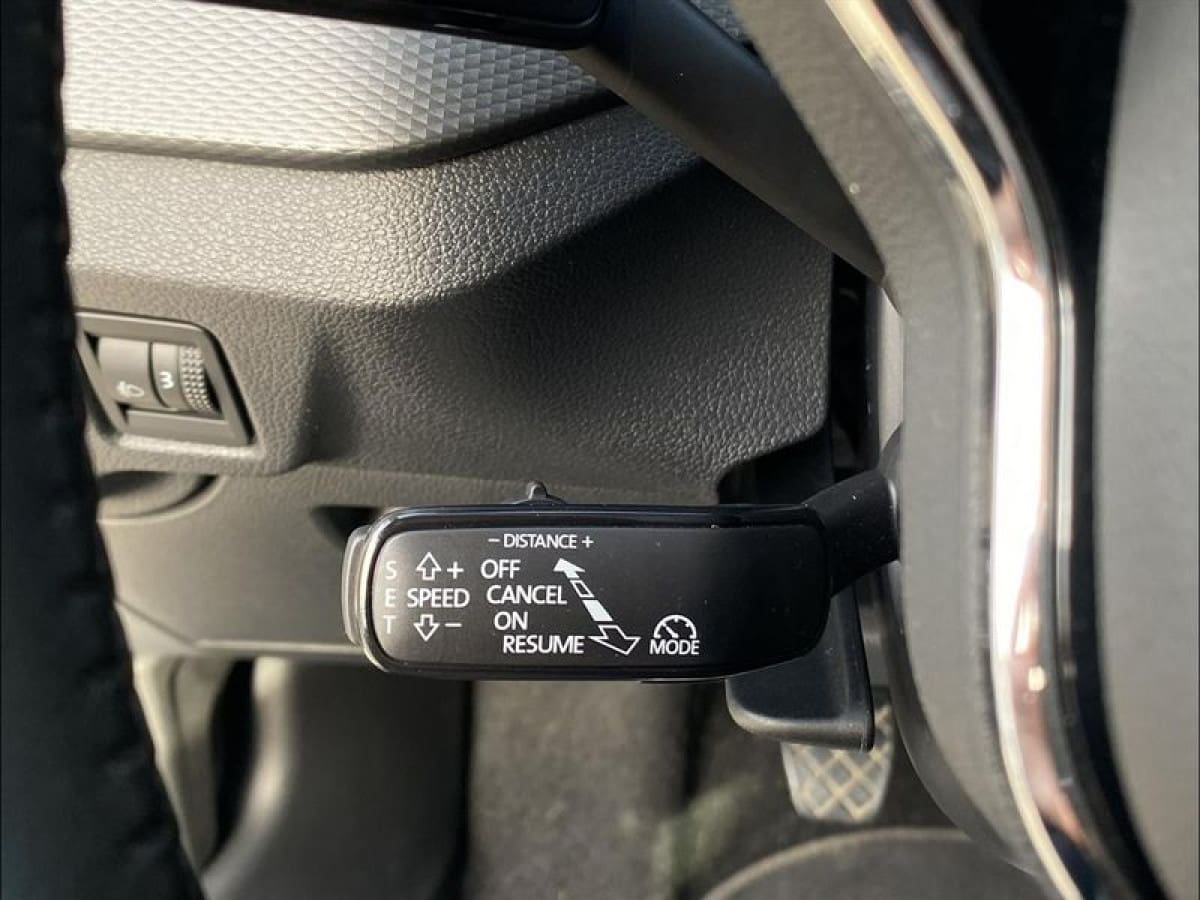 3
− DISTANCE +
S + OFF
E SPEED CANCEL
T − ON
RESUME MODE